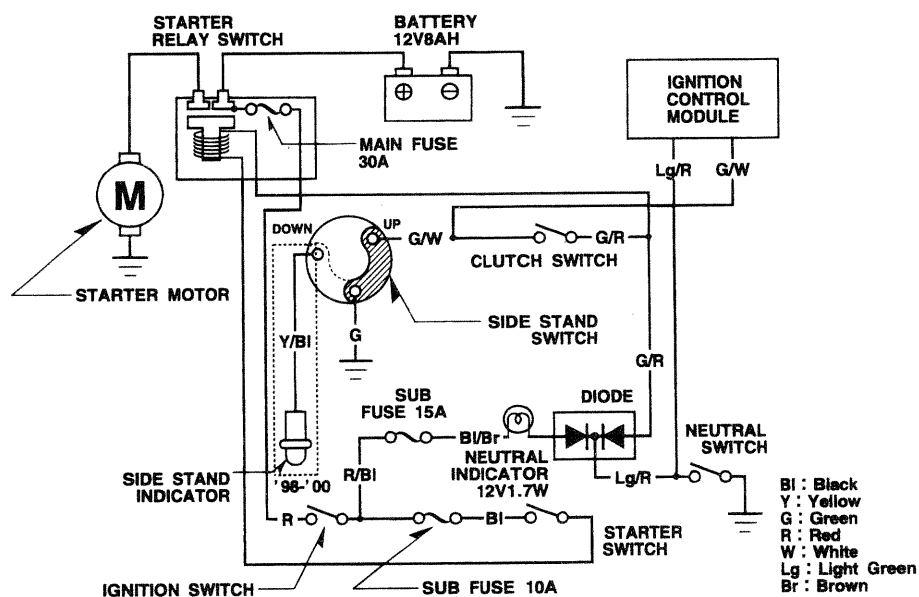 STARTER
RELAY SWITCH
BATTERY
12V8AH
IGNITION
CONTROL
MODULE
MAIN FUSE
30A
Lg/R
G/W
M
DOWN
UP
G/W
G/R
CLUTCH SWITCH
STARTER MOTOR
SIDE STAND
SWITCH
Y/Bl
G
G/R
SUB
FUSE 15A
DIODE
Bl/Br
NEUTRAL
INDICATOR
12V1.7W
NEUTRAL
SWITCH
SIDE STAND
INDICATOR
'96-'00
R/Bl
Lg/R
R
Bl
STARTER
SWITCH
IGNITION SWITCH
SUB FUSE 10A
Bl : Black
Y : Yellow
G : Green
R : Red
W : White
Lg : Light Green
Br : Brown